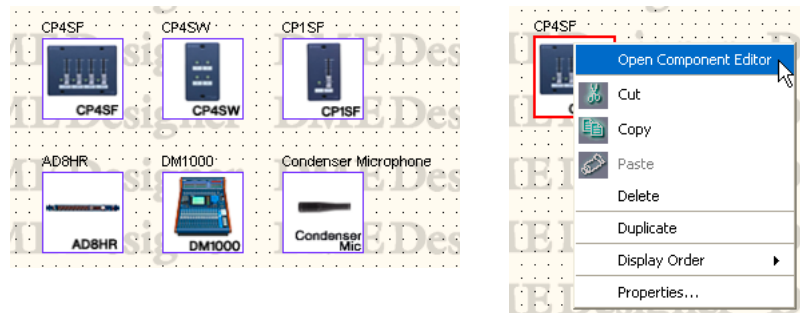 CP4SF CP4SW CP1SF
CP4SF CP4SW CP1SF
AD8HR DM1000 Condenser Microphone
AD8HR DM1000 Condenser
Mic
CP4SF
Open Component Editor
Cut
Copy
Paste
Delete
Duplicate
Display Order
Properties...